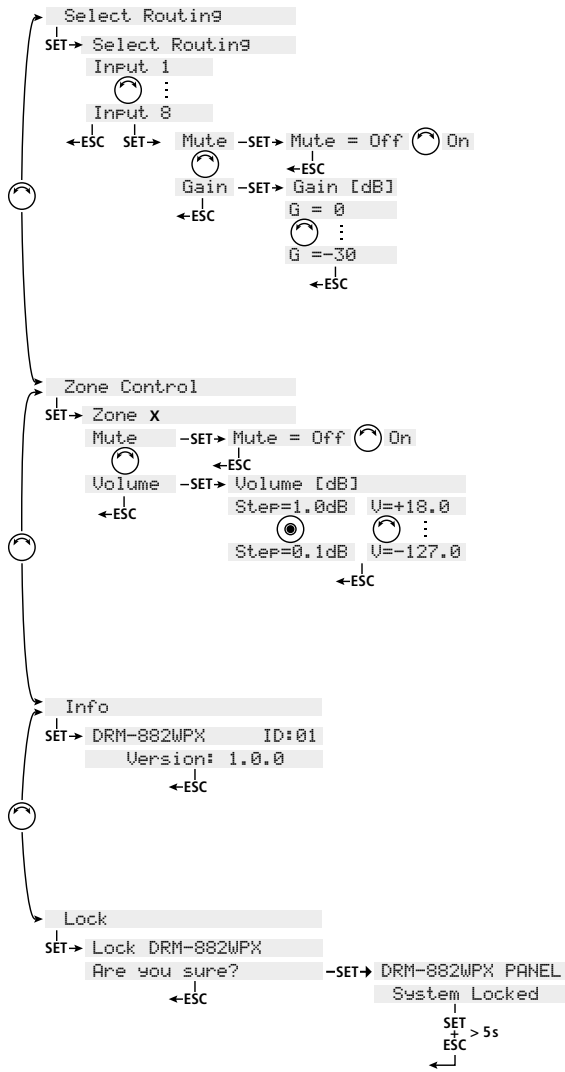 Select Routing
SET Select Routing
Input 1
Input 8
ESC SET Mute SET Mute = Off On
ESC
Gain SET Gain [dB]
ESC
G = 0
G =-30
ESC
Zone Control
SET Zone X
Mute SET Mute = Off On
ESC
Volume SET Volume [dB]
ESC
Step=1.0dB V=+18.0
Step=0.1dB V=-127.0
ESC
Info
SET DRM-882WPX ID:01
Version: 1.0.0
ESC
Lock
SET Lock DRM-882WPX
Are you sure? SET DRM-882WPX PANEL
ESC
System Locked
SET
+ > 5s
ESC